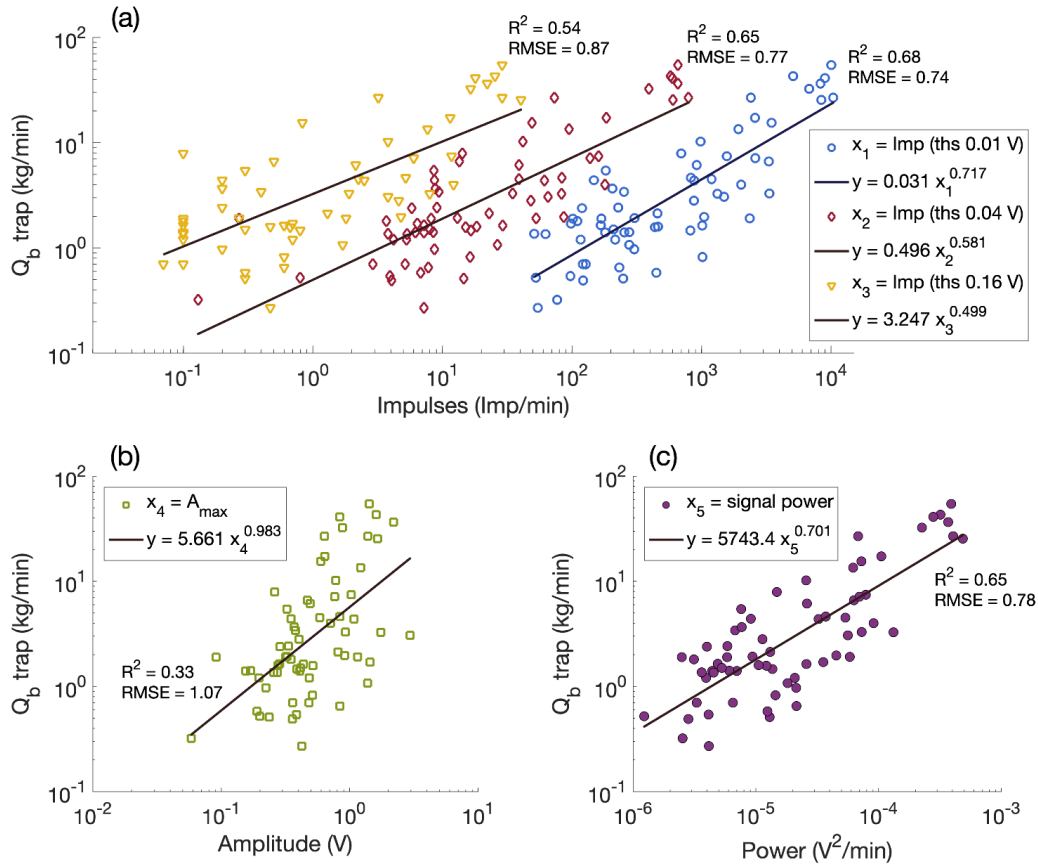 (a)
R² = 0.54
RMSE = 0.87
R² = 0.65
RMSE = 0.77
R² = 0.68
RMSE = 0.74
10²
10¹
10⁰
10⁻¹
Q_b trap (kg/min)
x₁ = Imp (ths 0.01 V)
y = 0.031 x₁^0.717
x₂ = Imp (ths 0.04 V)
y = 0.496 x₂^0.581
x₃ = Imp (ths 0.16 V)
y = 3.247 x₃^0.499
10⁻¹ 10⁰ 10¹ 10² 10³ 10⁴
Impulses (Imp/min)
(b)
10²
10¹
10⁰
10⁻¹
Q_b trap (kg/min)
x₄ = A_max
y = 5.661 x₄^0.983
R² = 0.33
RMSE = 1.07
10⁻² 10⁻¹ 10⁰ 10¹
Amplitude (V)
(c)
10²
10¹
10⁰
10⁻¹
Q_b trap (kg/min)
x₅ = signal power
y = 5743.4 x₅^0.701
R² = 0.65
RMSE = 0.78
10⁻⁶ 10⁻⁵ 10⁻⁴ 10⁻³
Power (V²/min)